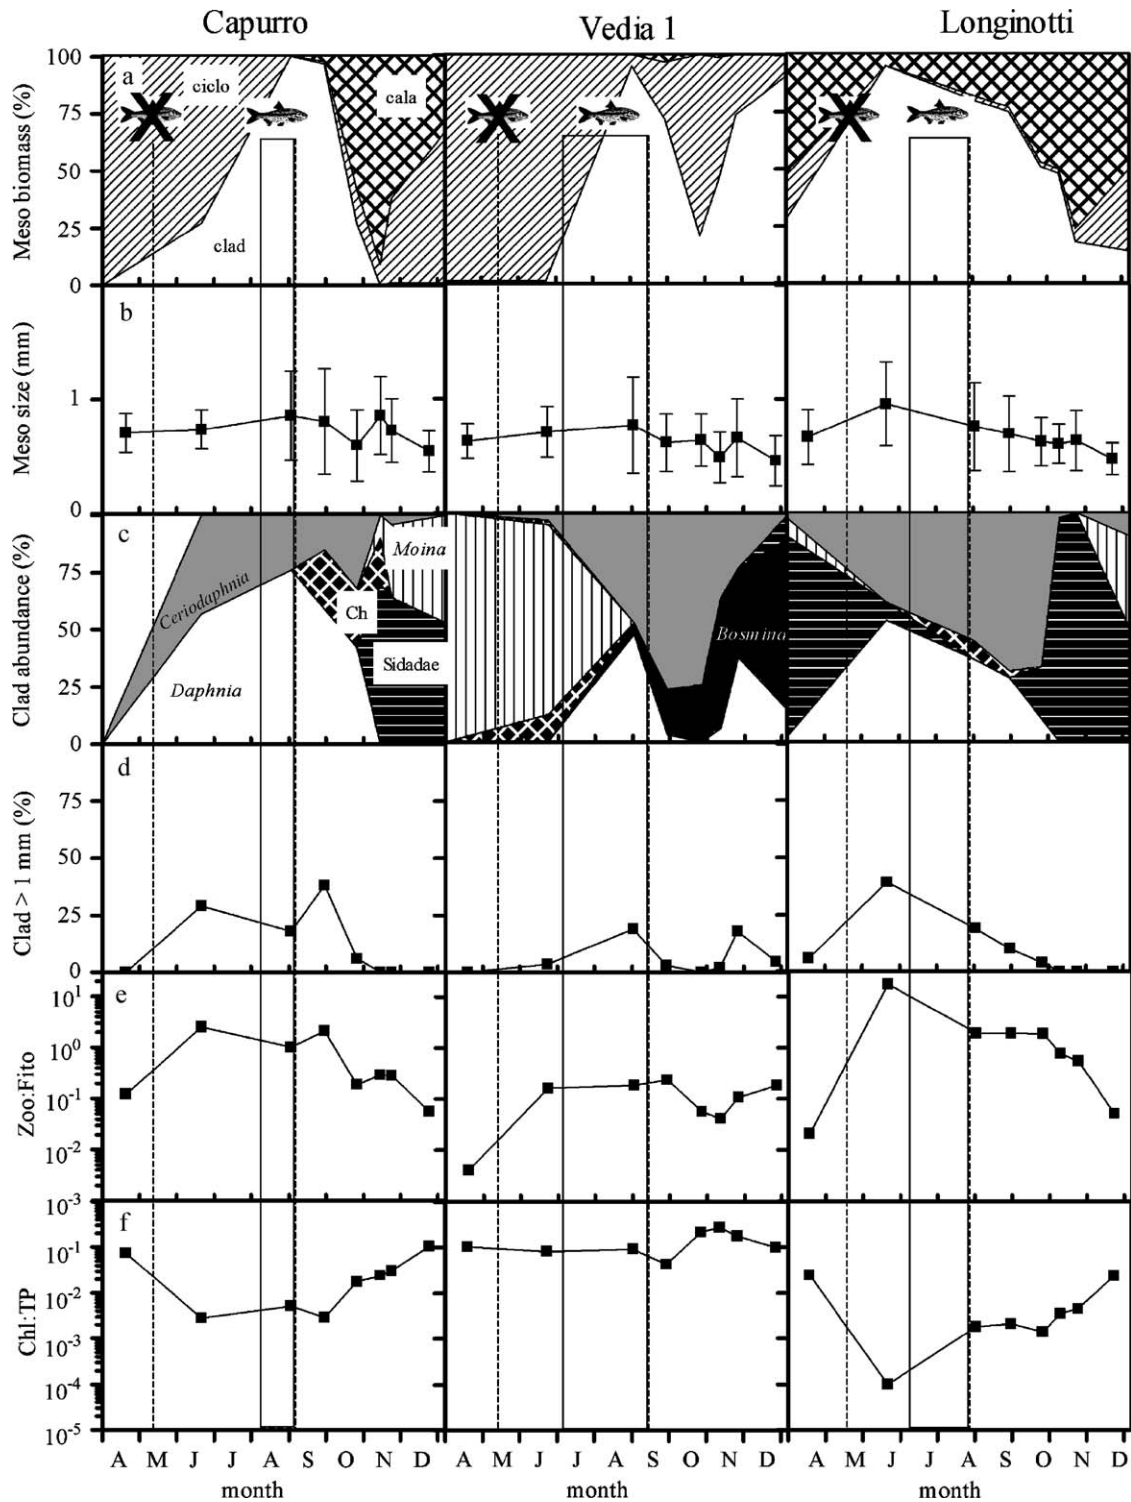 Capurro Vedia 1 Longinotti
Meso biomass (%)
100
75
50
25
0
a
ciclo
cala
clad
Meso size (mm)
1
0
b
Clad abundance (%)
75
50
25
0
c
Ceriodaphnia
Daphnia
Moina
Ch
Sidadae
Bosmina
Clad > 1 mm (%)
75
50
25
0
d
Zoo:Fito
10¹
10⁰
10⁻¹
10⁻²
10⁻³
e
Chl:TP
10⁻¹
10⁻²
10⁻³
10⁻⁴
10⁻⁵
f
A M J J A S O N D A M J J A S O N D A M J J A S O N D
month month month